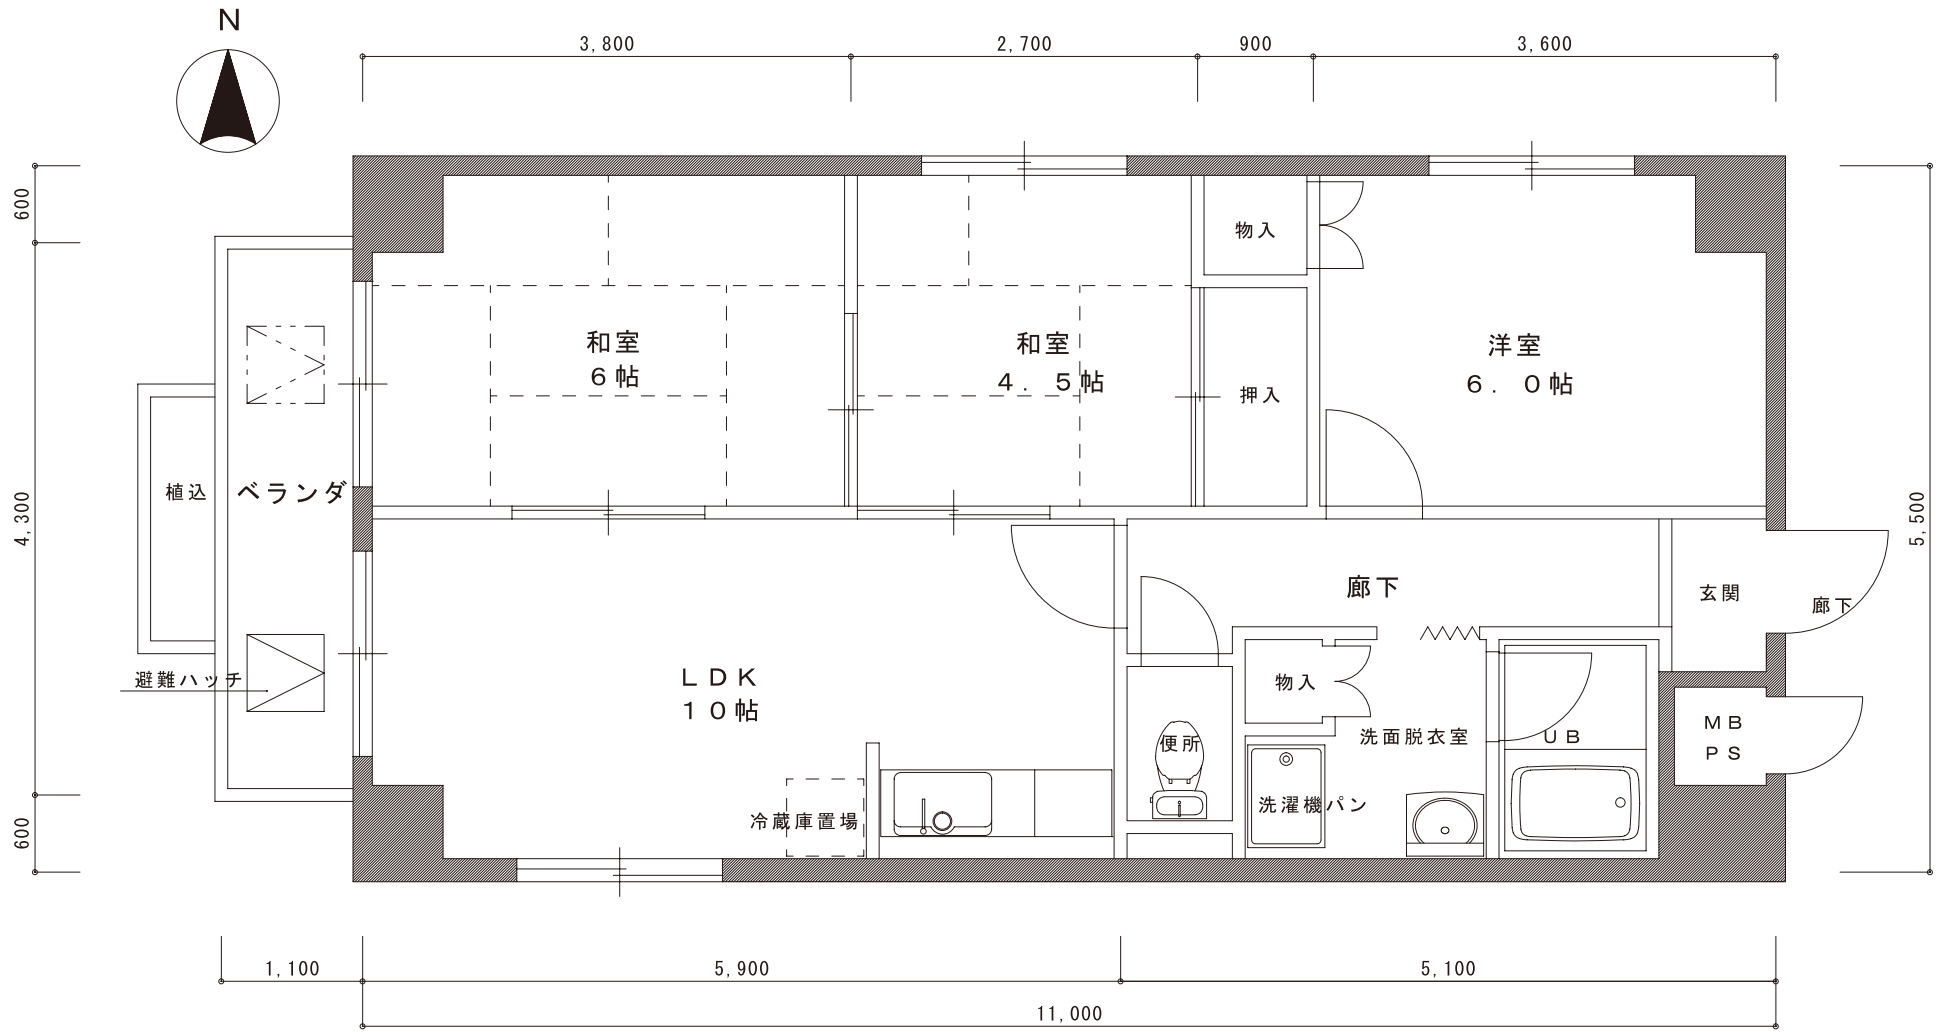 N
3,800
2,700
900
3,600
600
4,300
600
5,500
物入
和室
6帖
和室
4.5帖
押入
洋室
6.0帖
植込
ベランダ
避難ハッチ
廊下
玄関
廊下
LDK
10帖
物入
便所
洗面脱衣室
UB
MB
PS
冷蔵庫置場
洗濯機パン
1,100
5,900
5,100
11,000